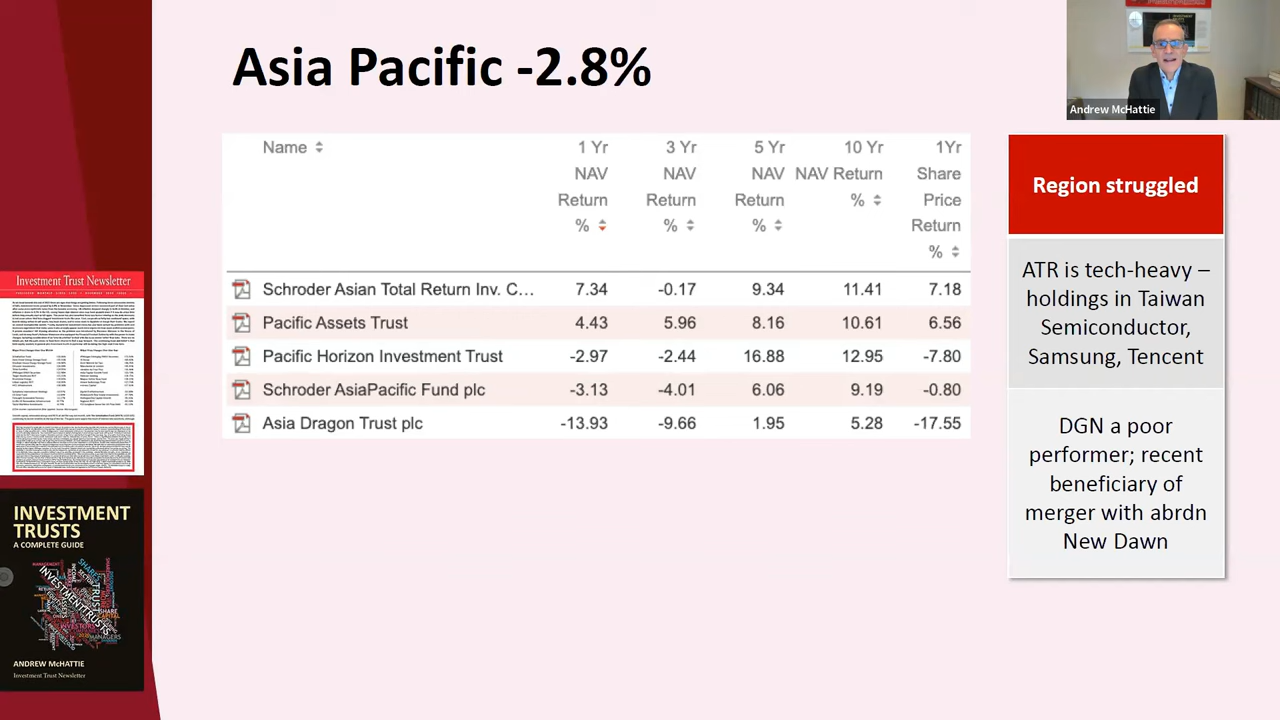 Asia Pacific -2.8%
Andrew McHattie
Name 1 Yr NAV Return % 3 Yr NAV Return % 5 Yr NAV Return % 10 Yr NAV Return % 1Yr Share Price Return %
Schroder Asian Total Return Inv. C... 7.34 -0.17 9.34 11.41 7.18
Pacific Assets Trust 4.43 5.96 8.16 10.61 6.56
Pacific Horizon Investment Trust -2.97 -2.44 16.88 12.95 -7.80
Schroder AsiaPacific Fund plc -3.13 -4.01 6.06 9.19 -0.80
Asia Dragon Trust plc -13.93 -9.66 1.95 5.28 -17.55
Region struggled
ATR is tech-heavy –
holdings in Taiwan
Semiconductor,
Samsung, Tencent
DGN a poor
performer; recent
beneficiary of
merger with abrdn
New Dawn
Investment Trust Newsletter
INVESTMENT
TRUSTS
A COMPLETE GUIDE
ANDREW McHATTIE
Investment Trust Newsletter